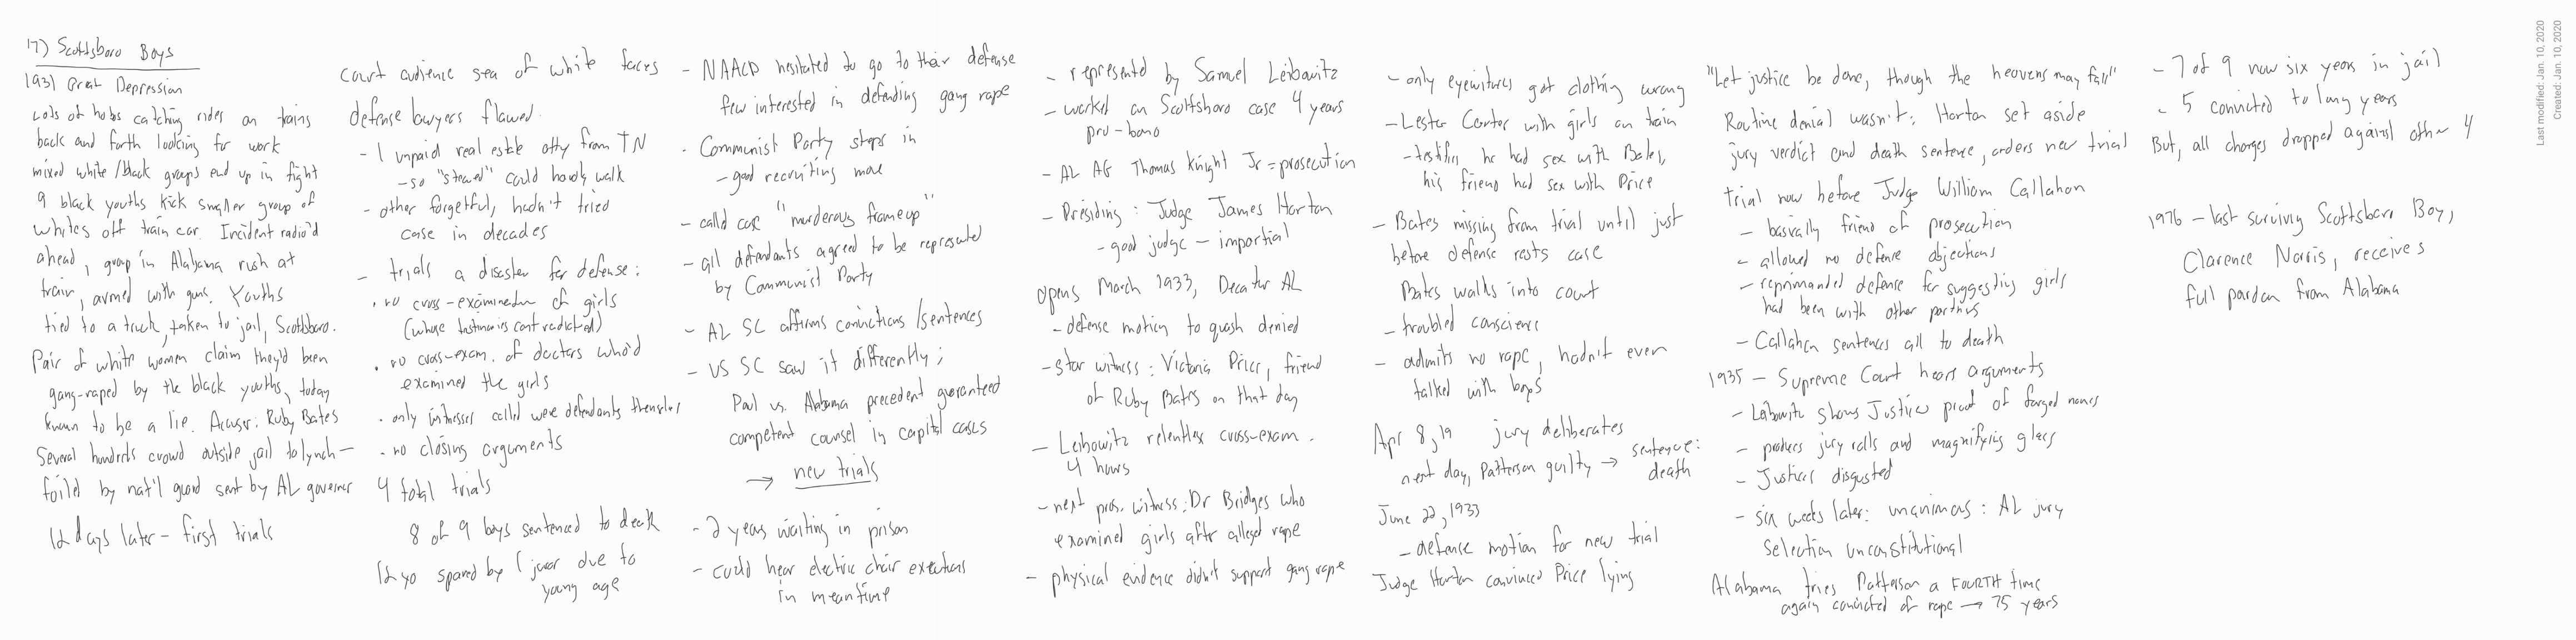 17) Scottsboro Boys
1931 Great Depression
Lots of hobos catching rides on trains
back and forth looking for work
mixed white/black groups end up in fight
9 black youths kick smaller group of
whites off train car. Incident radio'd
ahead, group in Alabama rush at
train, armed with guns. Youths
tied to a truck, taken to jail, Scottsboro.
Pair of white women claim they'd been
gang-raped by the black youths, today
known to be a lie. Accuser: Ruby Bates
Several hundreds crowd outside jail to lynch —
foiled by nat'l guard sent by AL governor
12 days later - first trials
court audience sea of white faces
defense lawyers flawed.
- 1 unpaid real estate atty from TN
- so "stewed" could hardly walk
- other forgetful, hadn't tried
case in decades
- trials a disaster for defense:
. no cross-examination of girls
(whose testimonies contradicted)
. no cross-exam. of doctors who'd
examined the girls
. only witnesses called were defendants themselves
. no closing arguments
4 total trials
8 of 9 boys sentenced to death
12 yo spared by 1 juror due to
young age
- NAACP hesitated to go to their defense
few interested in defending gang rape
- Communist Party steps in
- good recruiting move
- called case "murderous frameup"
- all defendants agreed to be represented
by Communist Party
- AL SC affirms convictions/sentences
- US SC saw it differently;
Powl vs. Alabama precedent guaranteed
competent counsel in capital cases
→ new trials
- 2 years waiting in prison
- could hear electric chair executions
in meantime
- represented by Samuel Leibowitz
- worked on Scottsboro case 4 years
pro-bono
- AL AG Thomas Knight Jr = prosecution
- Presiding: Judge James Horton
- good judge - impartial
opens March 1933, Decatur AL
- defense motion to quash denied
- star witness: Victoria Price, friend
of Ruby Bates on that day
- Leibowitz relentless cross-exam.
4 hours
- next pros. witness: Dr Bridges who
examined girls after alleged rape
- physical evidence didn't support gang rape
- only eyewitness got clothing wrong
- Lester Carter with girls on train
- testifies he had sex with Bates,
his friend had sex with Price
- Bates missing from trial until just
before defense rests case
Bates walks into court
- troubled conscience
- admits no rape, hadn't even
talked with boys
Apr 8, 19 jury deliberates
next day, Patterson guilty → sentence:
death
June 22, 1933
- defense motion for new trial
Judge Horton convinced Price lying
"Let justice be done, though the heavens may fall"
Routine denial wasn't: Horton set aside
jury verdict and death sentence, orders new trial
trial now before Judge William Callahan
- basically friend of prosecution
- allowed no defense objections
- reprimanded defense for suggesting girls
had been with other partners
- Callahan sentences all to death
1935 - Supreme Court hears arguments
- Leibowitz shows Justices proof of forged names
- produces jury rolls and magnifying glass
- Justices disgusted
- six weeks later: unanimous: AL jury
selection unconstitutional
Alabama tries Patterson a FOURTH time
again convicted of rape → 75 years
- 7 of 9 now six years in jail
- 5 convicted to long years
But, all charges dropped against other 4
1976 - last surviving Scottsboro Boy,
Clarence Norris, receives
full pardon from Alabama
Last modified: Jan. 10, 2020
Created: Jan. 10, 2020